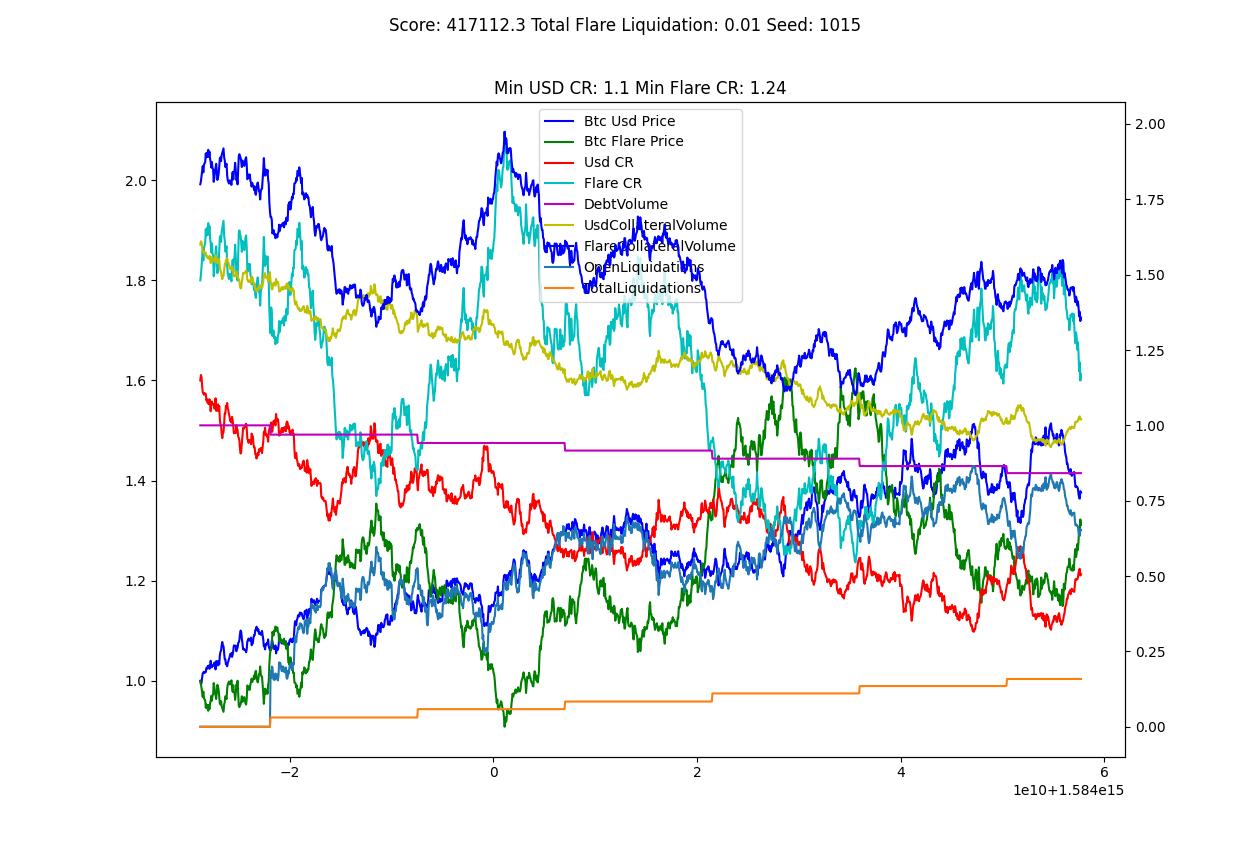 Score: 417112.3 Total Flare Liquidation: 0.01 Seed: 1015
Min USD CR: 1.1 Min Flare CR: 1.24
Btc Usd Price
Btc Flare Price
Usd CR
Flare CR
DebtVolume
UsdCollateralVolume
FlareCollateralVolume
OpenLiquidations
TotalLiquidations
2.0
1.8
1.6
1.4
1.2
1.0
2.00
1.75
1.50
1.25
1.00
0.75
0.50
0.25
0.00
−2
0
2
4
6
1e10+1.584e15